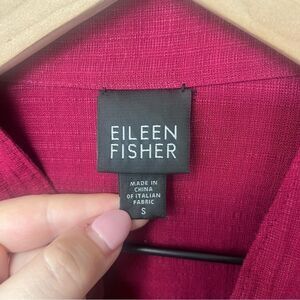 EILEEN
FISHER
MADE IN
CHINA
OF ITALIAN
FABRIC
S